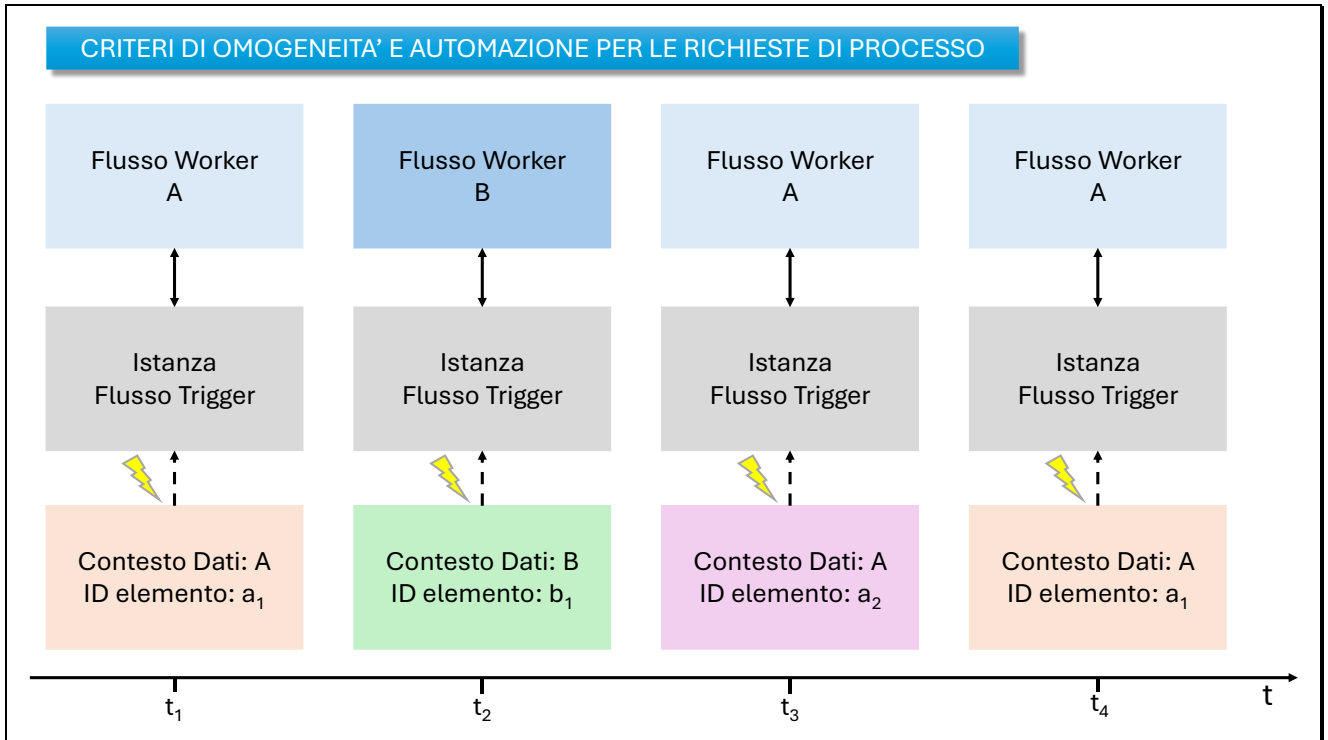 CRITERI DI OMOGENEITA’ E AUTOMAZIONE PER LE RICHIESTE DI PROCESSO
Flusso Worker
A
Flusso Worker
B
Flusso Worker
A
Flusso Worker
A
Istanza
Flusso Trigger
Istanza
Flusso Trigger
Istanza
Flusso Trigger
Istanza
Flusso Trigger
Contesto Dati: A
ID elemento: a₁
Contesto Dati: B
ID elemento: b₁
Contesto Dati: A
ID elemento: a₂
Contesto Dati: A
ID elemento: a₁
t₁
t₂
t₃
t₄
t